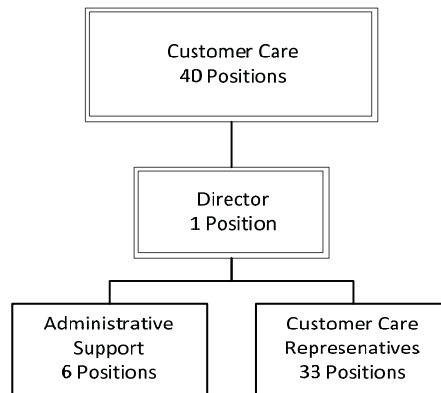 Customer Care
40 Positions
Director
1 Position
Administrative
Support
6 Positions
Customer Care
Represenatives
33 Positions